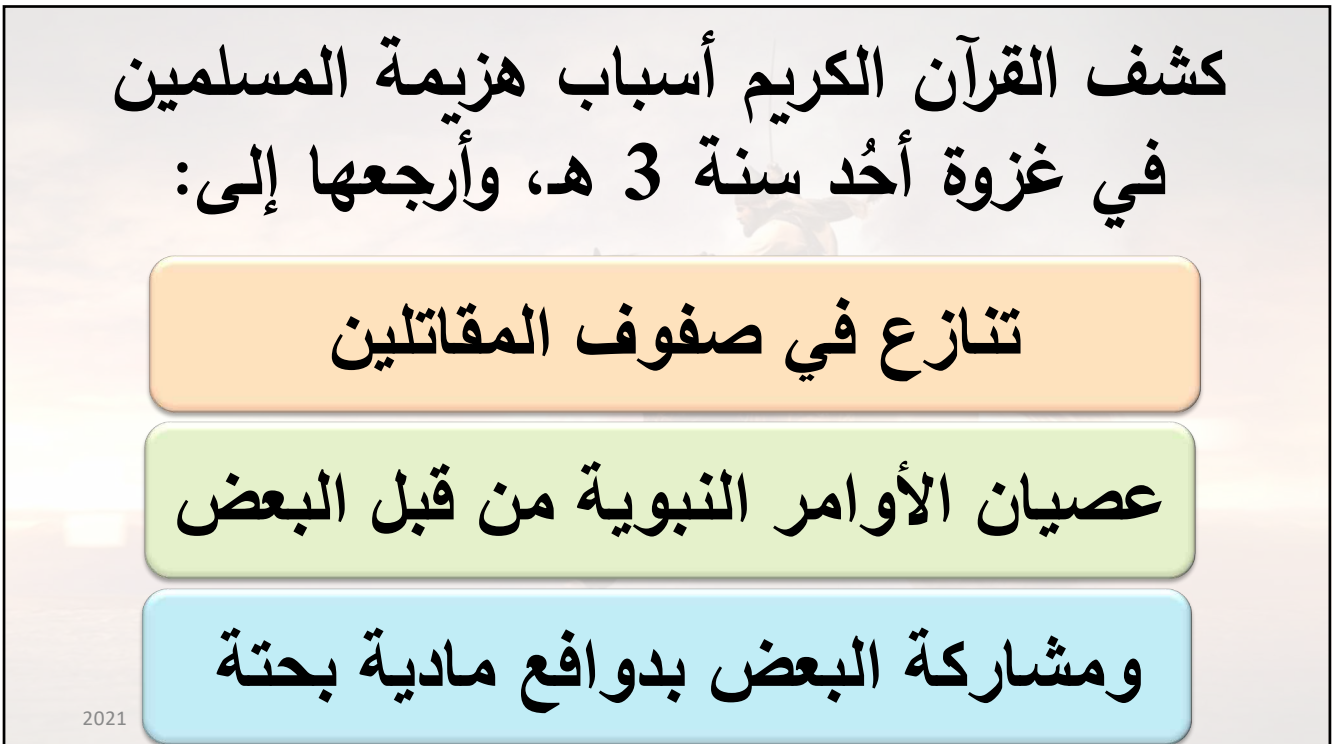 كشف القرآن الكريم أسباب هزيمة المسلمين
في غزوة أحُد سنة 3 هـ، وأرجعها إلى:
تنازع في صفوف المقاتلين
عصيان الأوامر النبوية من قبل البعض
ومشاركة البعض بدوافع مادية بحتة
2021